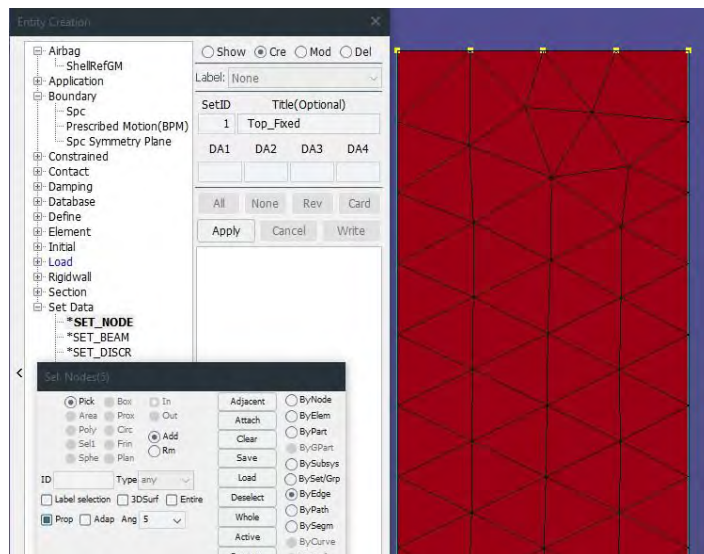 Entity Creation
Airbag
ShellRefGM
Application
Boundary
Spc
Prescribed Motion(BPM)
Spc Symmetry Plane
Constrained
Contact
Damping
Database
Define
Element
Initial
Load
Rigidwall
Section
Set Data
*SET_NODE
*SET_BEAM
*SET_DISCR
Show Cre Mod Del
Label: None
SetID Title(Optional)
1 Top_Fixed
DA1 DA2 DA3 DA4
All None Rev Card
Apply Cancel Write
Sel. Nodes(5)
Pick Box In
Area Prox Out
Poly Circ
Sel1 Frin
Sphe Plan
Add
Rm
ID Type any
Label selection 3DSurf Entire
Prop Adap Ang 5
Adjacent
Attach
Clear
Save
Load
Deselect
Whole
Active
ByNode
ByElem
ByPart
ByGPart
BySubsys
BySet/Grp
ByEdge
ByPath
BySegm
ByCurve